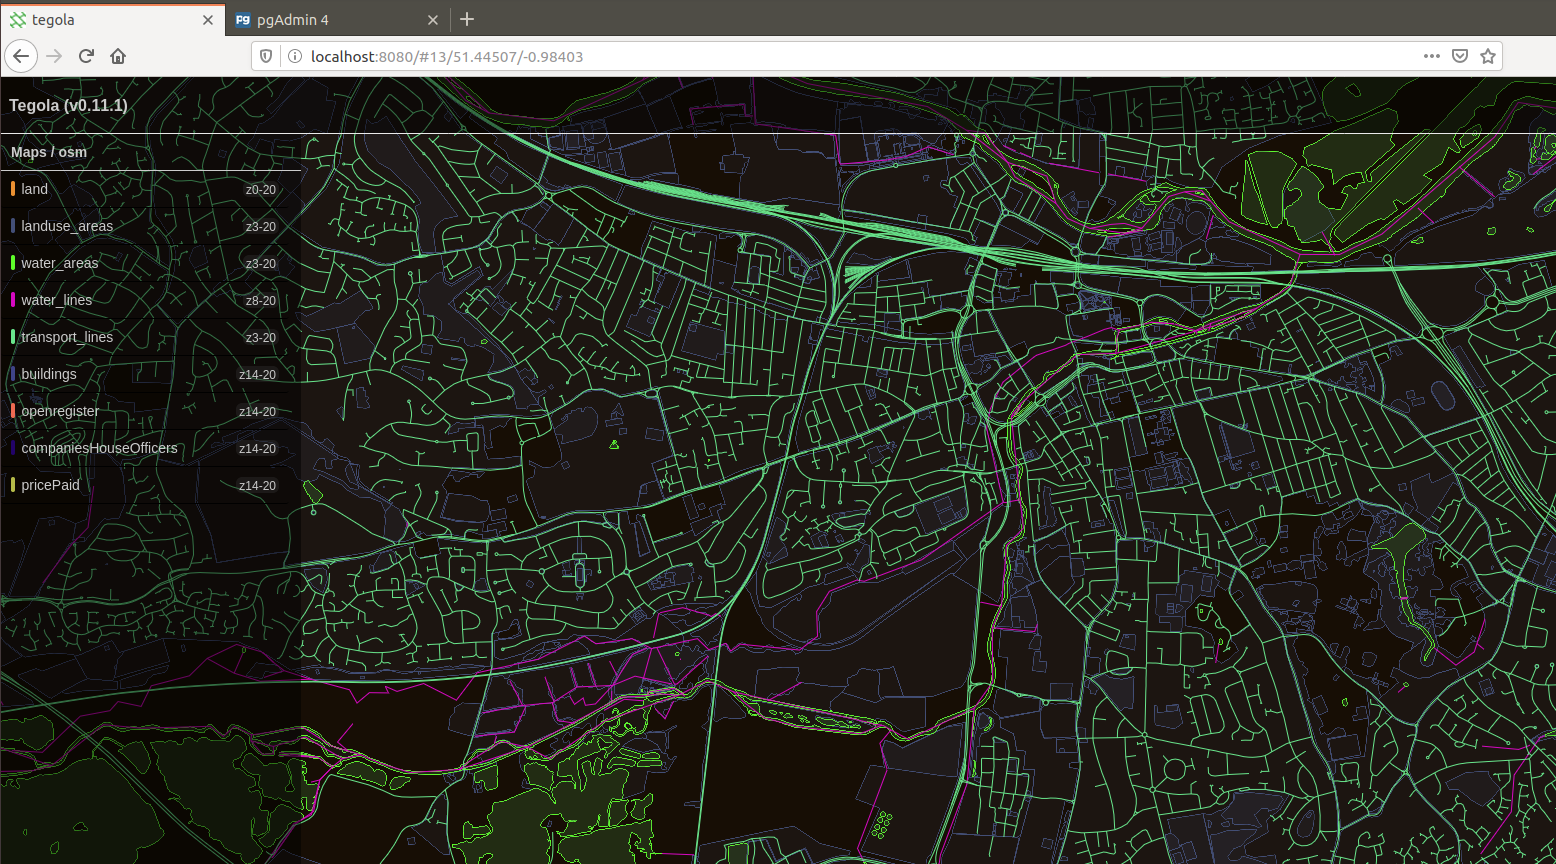 tegola
pgAdmin 4
localhost:8080/#13/51.44507/-0.98403
Tegola (v0.11.1)
Maps / osm
land z0-20
landuse_areas z3-20
water_areas z3-20
water_lines z8-20
transport_lines z3-20
buildings z14-20
openregister z14-20
companiesHouseOfficers z14-20
pricePaid z14-20